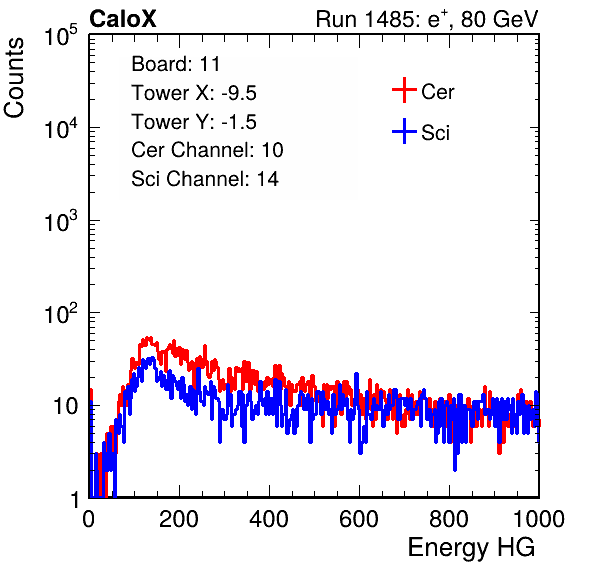 CaloX Run 1485: e⁺, 80 GeV
Counts
10⁵
10⁴
10³
10²
10
1
Board: 11
Tower X: -9.5
Tower Y: -1.5
Cer Channel: 10
Sci Channel: 14
Cer
Sci
0 200 400 600 800 1000
Energy HG